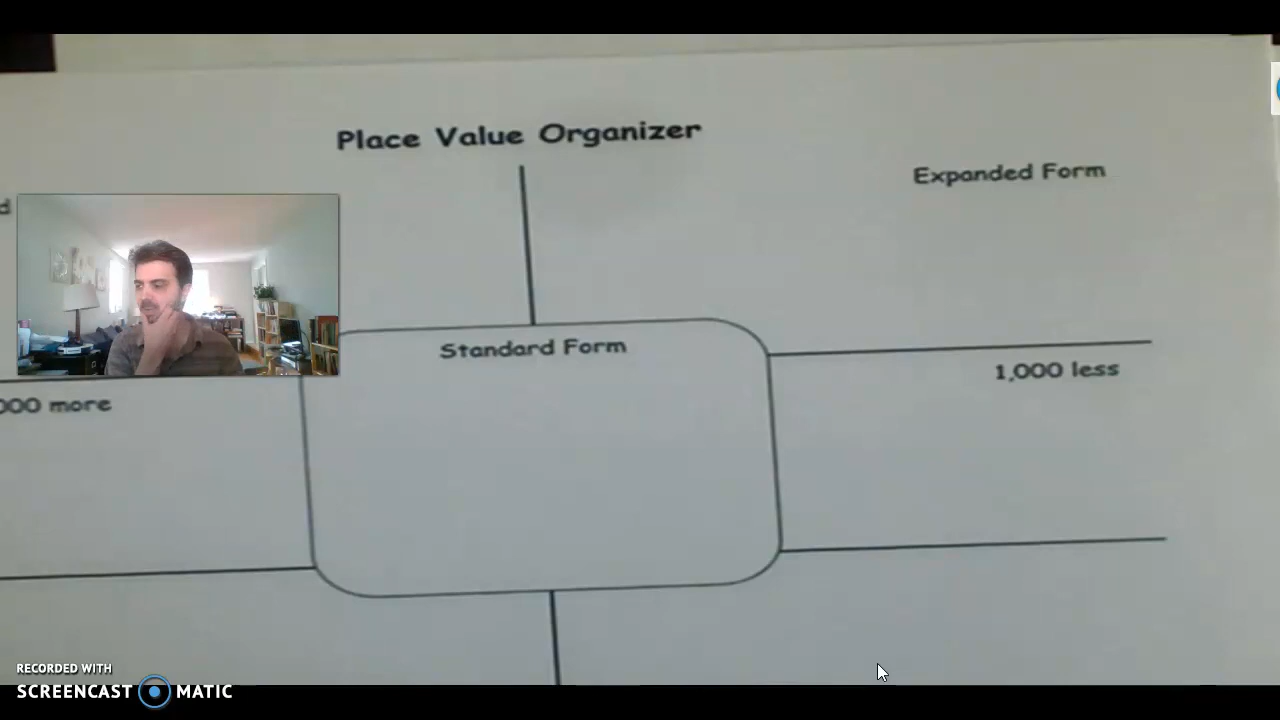 Place Value Organizer
Expanded Form
d
Standard Form
1,000 less
000 more
RECORDED WITH
SCREENCAST MATIC